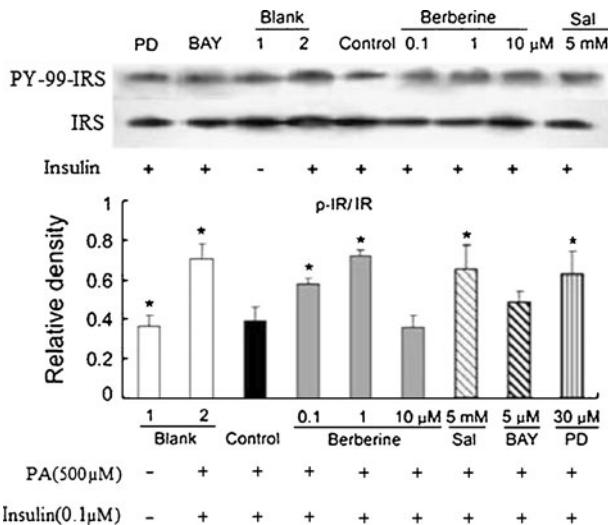 Blank Berberine Sal
PD BAY 1 2 Control 0.1 1 10 μM 5 mM
PY-99-IRS
IRS
Insulin + + - + + + + + +
p-IR/IR
Relative density
1
0.8
0.6
0.4
0.2
0
* * * * * *
1 2 0.1 1 10 μM 5 mM 5 μM 30 μM
Blank Control Berberine Sal BAY PD
PA(500μM) - + + + + + + + +
Insulin(0.1μM) - + + + + + + + +